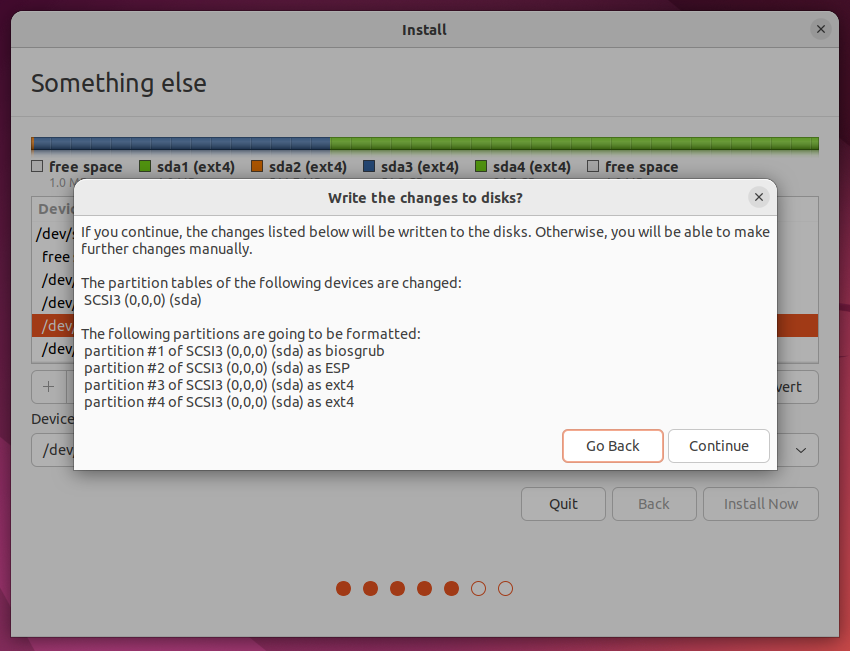 Install
Something else
free space sda1 (ext4) sda2 (ext4) sda3 (ext4) sda4 (ext4) free space
1.0
Write the changes to disks?
If you continue, the changes listed below will be written to the disks. Otherwise, you will be able to make
further changes manually.
The partition tables of the following devices are changed:
SCSI3 (0,0,0) (sda)
The following partitions are going to be formatted:
partition #1 of SCSI3 (0,0,0) (sda) as biosgrub
partition #2 of SCSI3 (0,0,0) (sda) as ESP
partition #3 of SCSI3 (0,0,0) (sda) as ext4
partition #4 of SCSI3 (0,0,0) (sda) as ext4
Go Back Continue
/dev/
free
/dev/
/dev/
/dev/
/dev/
+
Device
/dev/
Quit Back Install Now